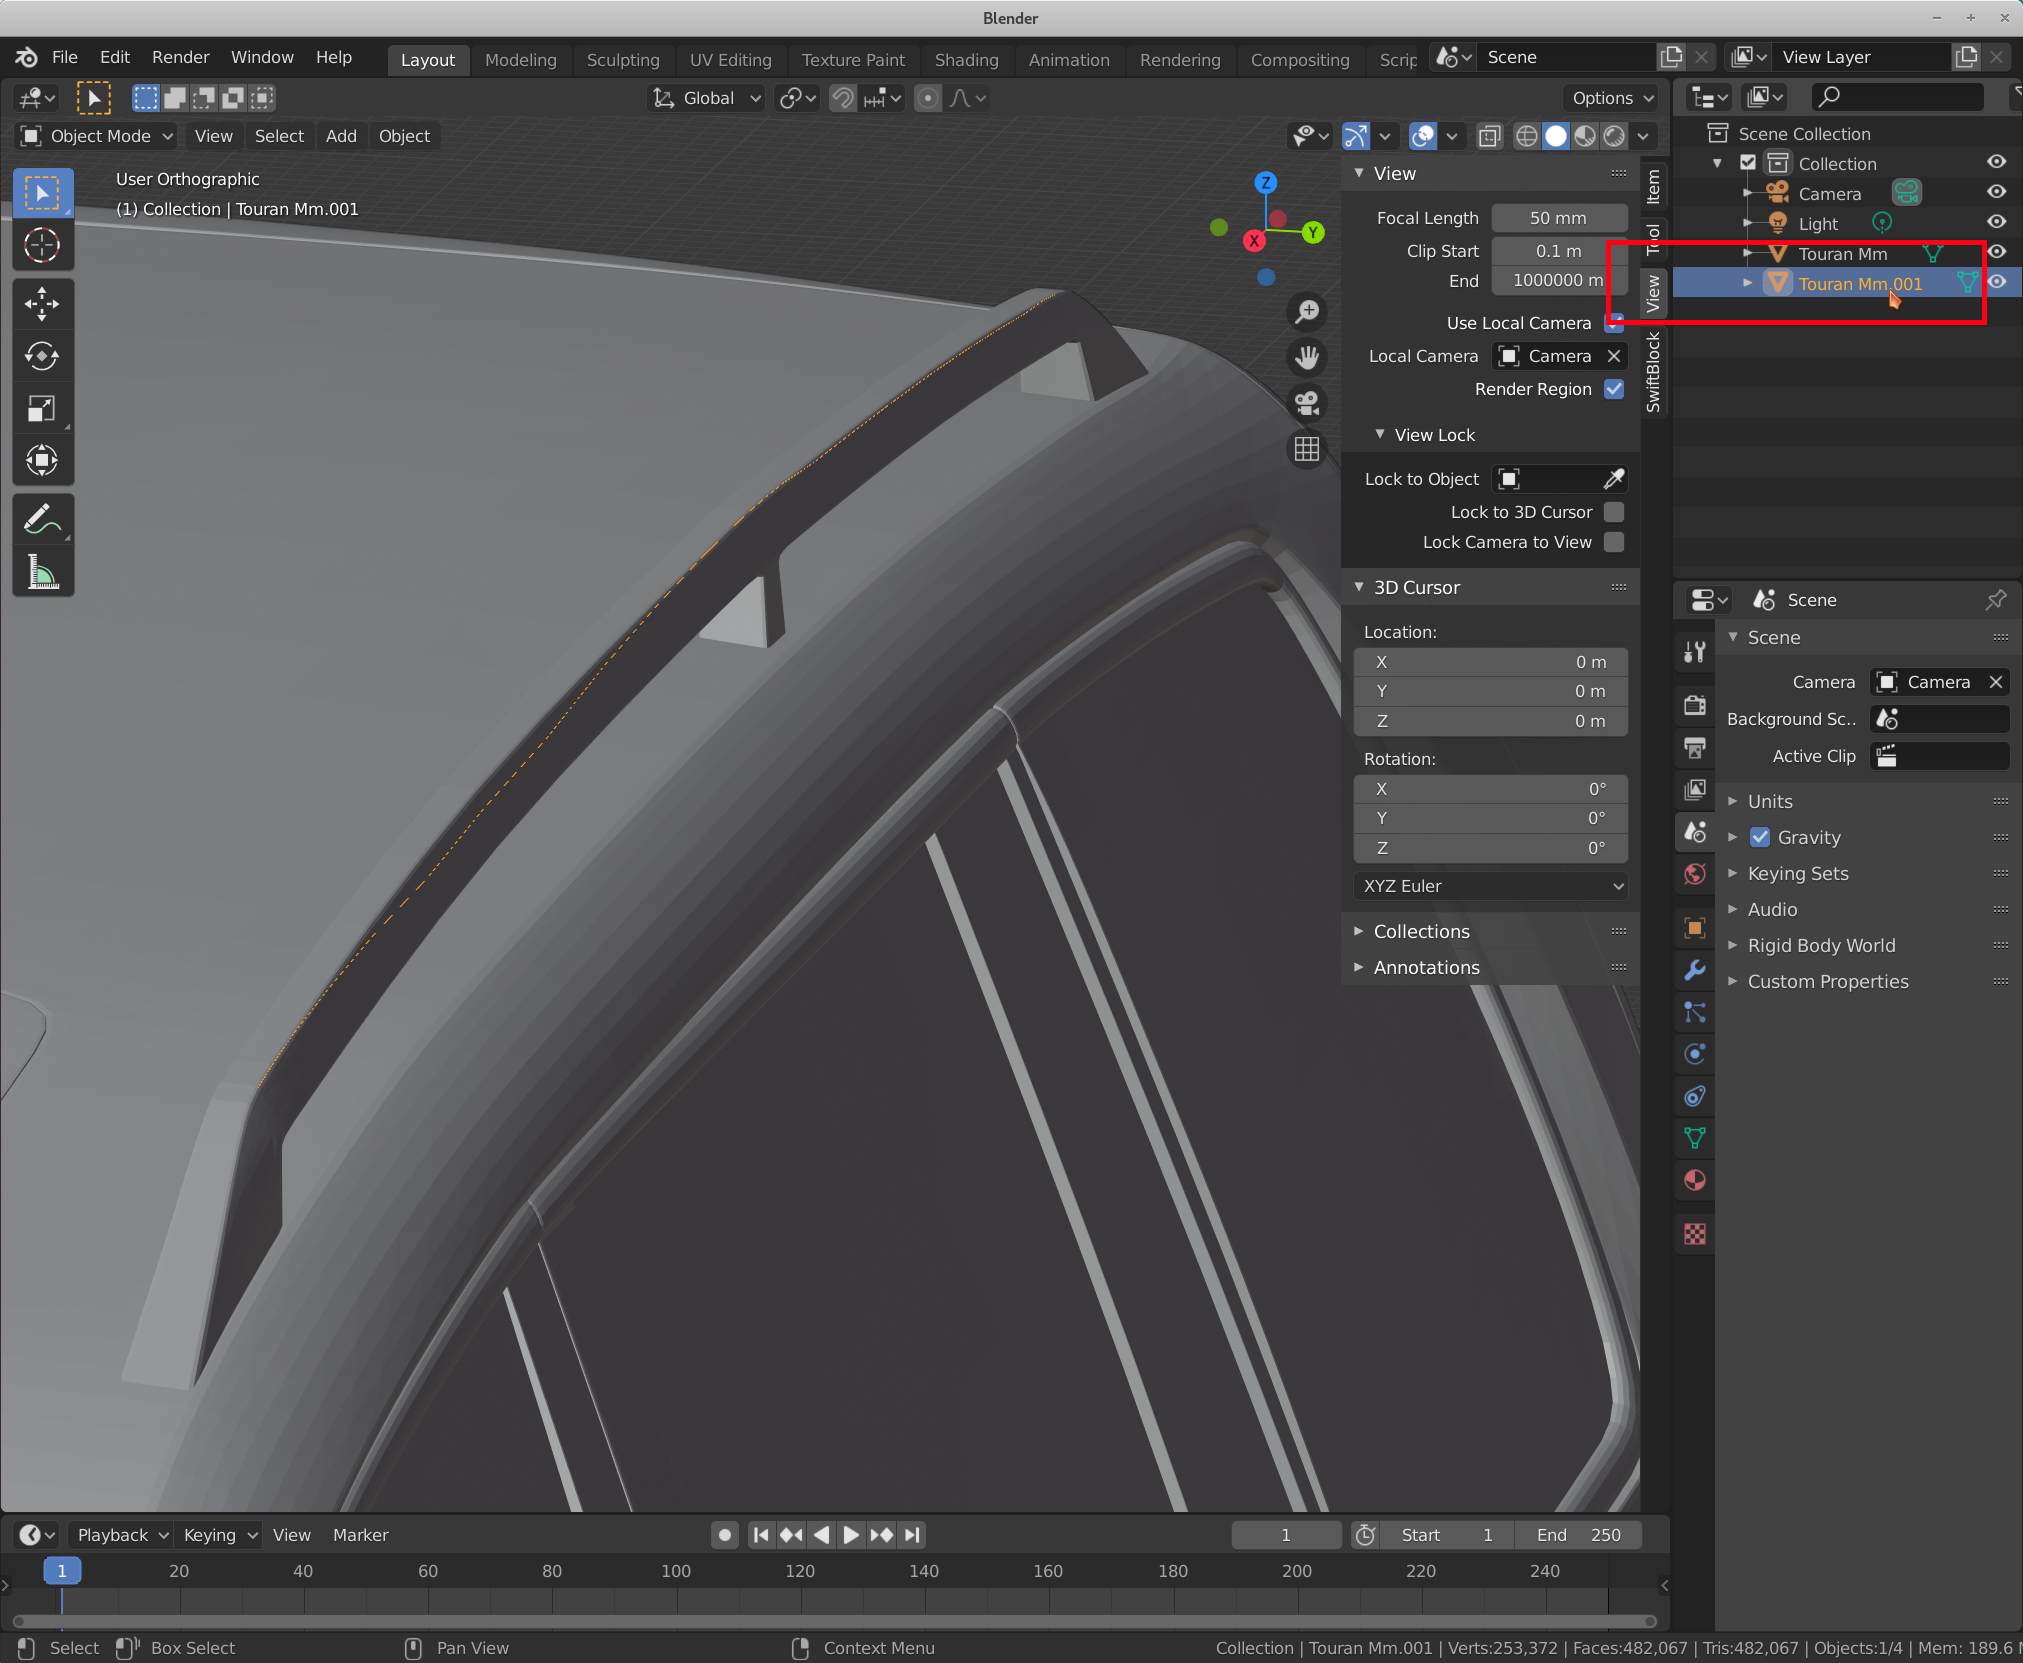 Blender
File Edit Render Window Help Layout Modeling Sculpting UV Editing Texture Paint Shading Animation Rendering Compositing Scrip Scene View Layer
Global Options
Object Mode View Select Add Object
User Orthographic
(1) Collection | Touran Mm.001
Z
Y
X
View
Focal Length 50 mm
Clip Start 0.1 m
End 1000000 m
Use Local Camera
Local Camera Camera
Render Region
View Lock
Lock to Object
Lock to 3D Cursor
Lock Camera to View
3D Cursor
Location:
X 0 m
Y 0 m
Z 0 m
Rotation:
X 0°
Y 0°
Z 0°
XYZ Euler
Collections
Annotations
Item
Tool
View
SwiftBlock
Scene Collection
Collection
Camera
Light
Touran Mm
Touran Mm.001
Scene
Scene
Camera Camera
Background Sc..
Active Clip
Units
Gravity
Keying Sets
Audio
Rigid Body World
Custom Properties
Playback Keying View Marker 1 Start 1 End 250
1 20 40 60 80 100 120 140 160 180 200 220 240
Select Box Select Pan View Context Menu Collection | Touran Mm.001 | Verts:253,372 | Faces:482,067 | Tris:482,067 | Objects:1/4 | Mem: 189.6